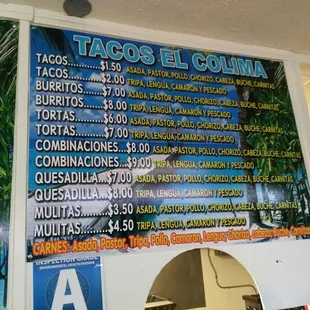 TACOS EL COLIMA
TACOS............$1.50 ASADA, PASTOR, POLLO, CHORIZO, CABEZA, BUCHE, CARNITAS
TACOS............$2.00 TRIPA, LENGUA, CAMARON Y PESCADO
BURRITOS........$7.00 ASADA, PASTOR, POLLO, CHORIZO, CABEZA, BUCHE, CARNITAS
BURRITOS........$8.00 TRIPA, LENGUA, CAMARON Y PESCADO
TORTAS...........$6.00 ASADA, PASTOR, POLLO, CHORIZO, CABEZA, BUCHE, CARNITAS
TORTAS...........$7.00 TRIPA, LENGUA, CAMARON Y PESCADO
COMBINACIONES...$8.00 ASADA, PASTOR, POLLO, CHORIZO, CABEZA, BUCHE, CARNITAS
COMBINACIONES...$9.00 TRIPA, LENGUA, CAMARON Y PESCADO
QUESADILLA.....$7.00 ASADA, PASTOR, POLLO, CHORIZO, CABEZA, BUCHE, CARNITAS
QUESADILLA.....$8.00 TRIPA, LENGUA, CAMARON Y PESCADO
MULITAS..........$3.50 ASADA, PASTOR, POLLO, CHORIZO, CABEZA, BUCHE, CARNITAS
MULITAS..........$4.50 TRIPA, LENGUA, CAMARON Y PESCADO
CARNES: Asada, Pastor, Tripa, Pollo, Camaron, Lengua, Chorizo, cabeza, Buche, Carnitas
INSPECTION GRADE
ENVIRONMENTAL HEALTH DIVISION
A